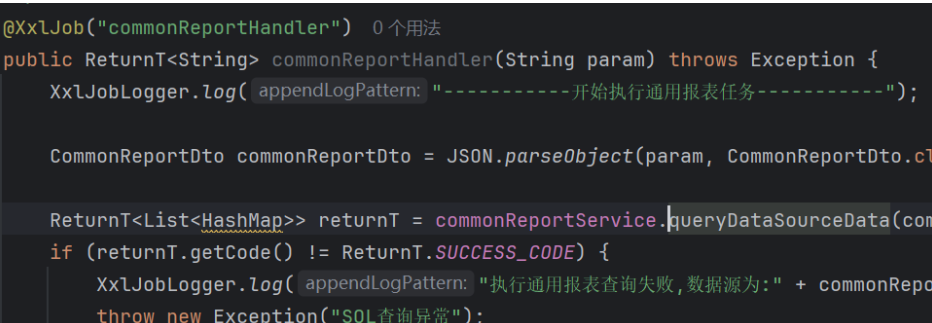 @XxlJob("commonReportHandler") 0个用法
public ReturnT<String> commonReportHandler(String param) throws Exception {
XxlJobLogger.log( appendLogPattern: "-----------开始执行通用报表任务-----------");
CommonReportDto commonReportDto = JSON.parseObject(param, CommonReportDto.cl
ReturnT<List<HashMap>> returnT = commonReportService.queryDataSourceData(com
if (returnT.getCode() != ReturnT.SUCCESS_CODE) {
XxlJobLogger.log( appendLogPattern: "执行通用报表查询失败,数据源为:" + commonRepo
throw new Exception("SQL查询异常");